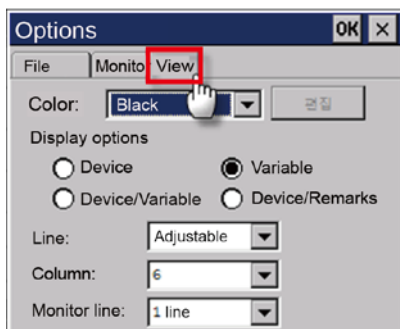 Options OK
File Monito View
Color: Black 편집
Display options
Device Variable
Device/Variable Device/Remarks
Line: Adjustable
Column: 6
Monitor line: 1 line